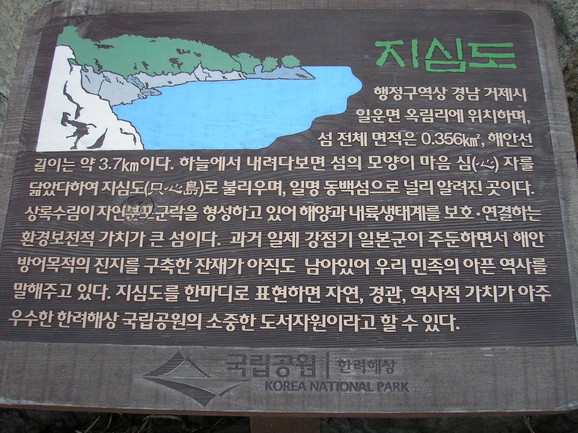 지심도
행정구역상 경남 거제시
일운면 옥림리에 위치하며,
섬 전체 면적은 0.356㎢, 해안선
길이는 약 3.7㎞이다. 하늘에서 내려다보면 섬의 모양이 마음 심(心) 자를
닮았다하여 지심도(只心島)로 불리우며, 일명 동백섬으로 널리 알려진 곳이다.
상록수림이 자연분포군락을 형성하고 있어 해양과 내륙생태계를 보호·연결하는
환경보전적 가치가 큰 섬이다. 과거 일제 강점기 일본군이 주둔하면서 해안
방어목적의 진지를 구축한 잔재가 아직도 남아있어 우리 민족의 아픈 역사를
말해주고 있다. 지심도를 한마디로 표현하면 자연, 경관, 역사적 가치가 아주
우수한 한려해상 국립공원의 소중한 도서자원이라고 할 수 있다.
국립공원 | 한려해상
KOREA NATIONAL PARK